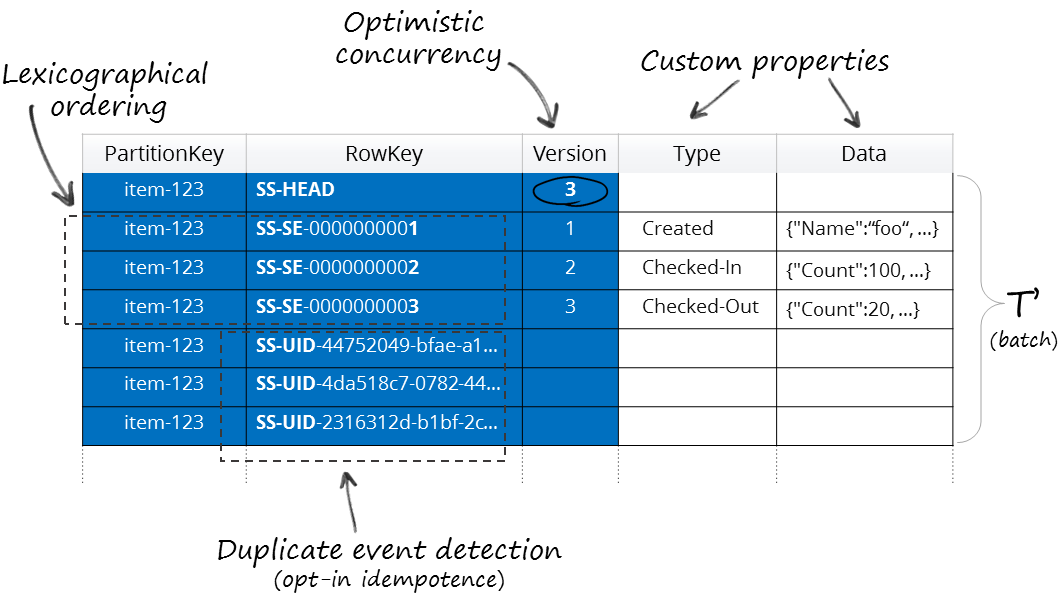 Optimistic
concurrency
Custom properties
Lexicographical
ordering
PartitionKey RowKey Version Type Data
item-123 SS-HEAD 3
item-123 SS-SE-0000000001 1 Created {"Name":“foo“, ...}
item-123 SS-SE-0000000002 2 Checked-In {"Count":100, ...}
item-123 SS-SE-0000000003 3 Checked-Out {"Count":20, ...}
item-123 SS-UID-44752049-bfae-a1...
item-123 SS-UID-4da518c7-0782-44...
item-123 SS-UID-2316312d-b1bf-2c...
T’
(batch)
Duplicate event detection
(opt-in idempotence)